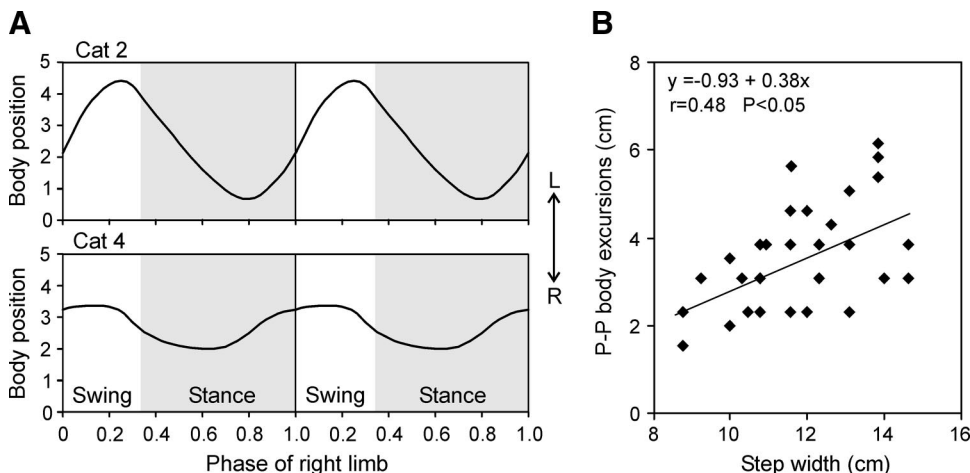 A
B
Cat 2
5
4
3
2
1
0
Body position
Cat 4
5
4
3
2
1
0
Body position
Swing
Stance
Swing
Stance
0 0.2 0.4 0.6 0.8 1.0 0.2 0.4 0.6 0.8 1.0
Phase of right limb
L
R
8
6
4
2
0
P-P body excursions (cm)
y =-0.93 + 0.38x
r=0.48 P<0.05
8 10 12 14 16
Step width (cm)